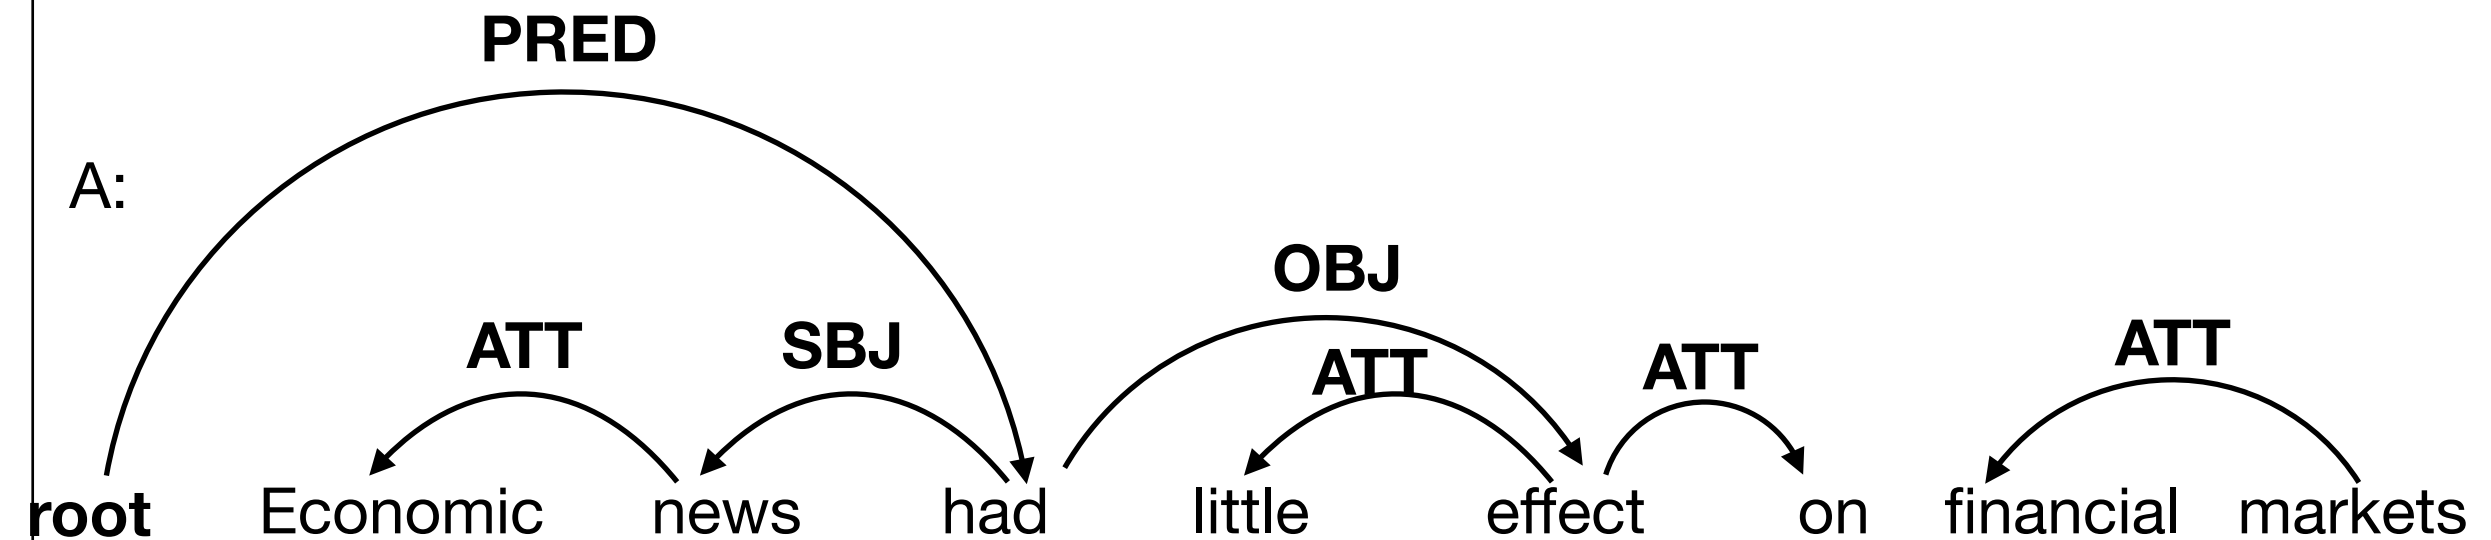 PRED
A:
OBJ
ATT SBJ ATT ATT ATT
root Economic news had little effect on financial markets